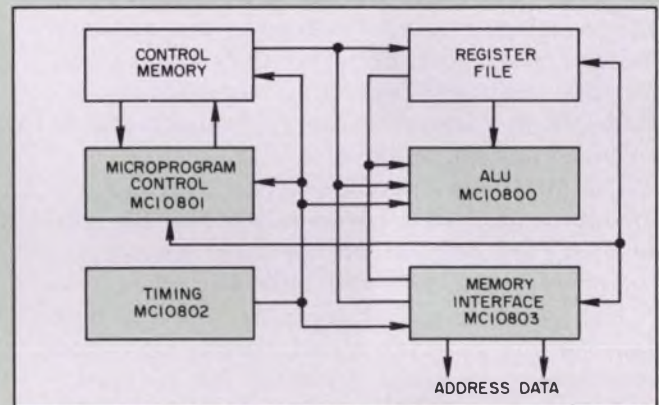 CONTROL
MEMORY
REGISTER
FILE
MICROPROGRAM
CONTROL
MC10801
ALU
MC10800
TIMING
MC10802
MEMORY
INTERFACE
MC10803
ADDRESS DATA